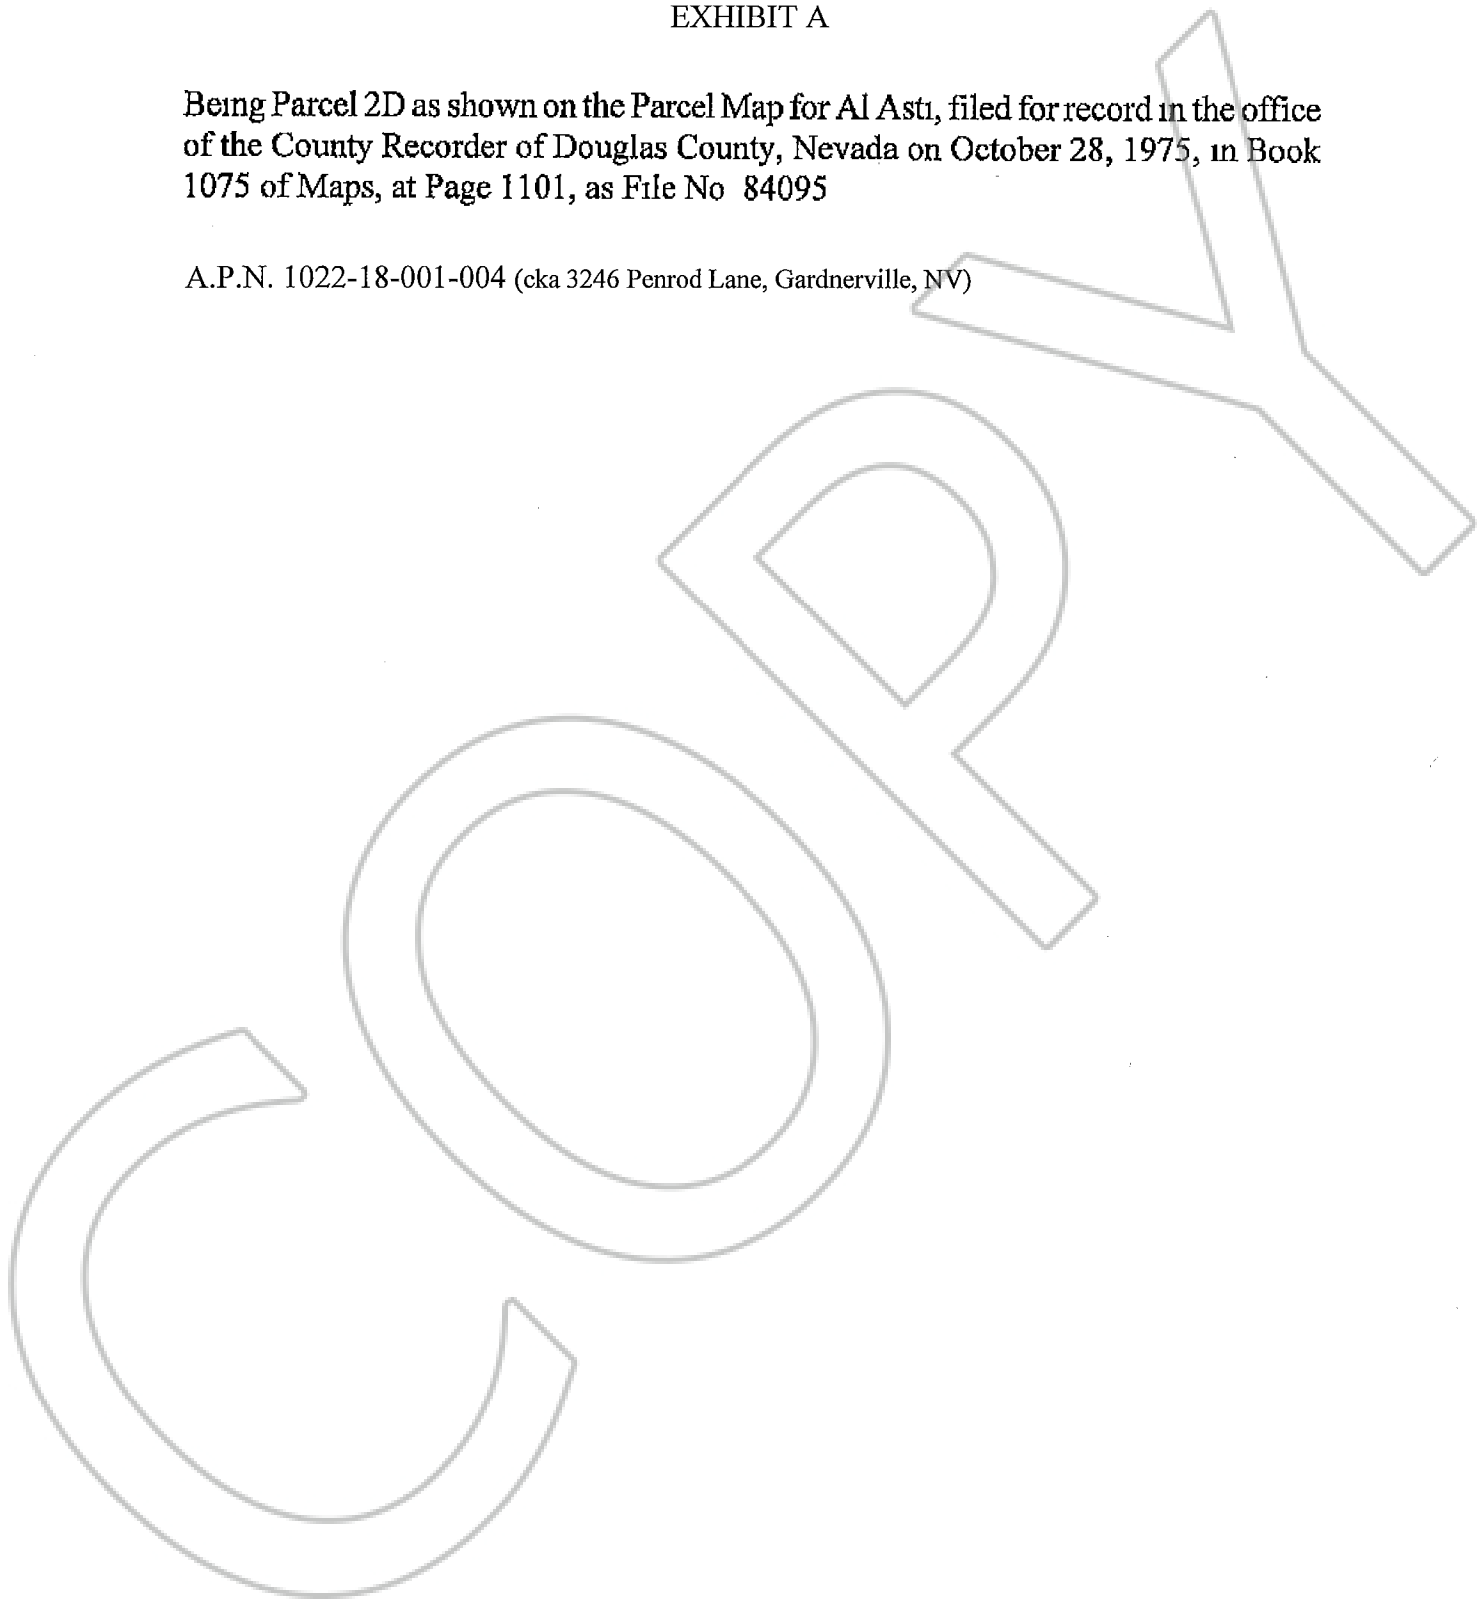 EXHIBIT A
Being Parcel 2D as shown on the Parcel Map for Al Asti, filed for record in the office
of the County Recorder of Douglas County, Nevada on October 28, 1975, in Book
1075 of Maps, at Page 1101, as File No 84095
A.P.N. 1022-18-001-004 (cka 3246 Penrod Lane, Gardnerville, NV)
COPY